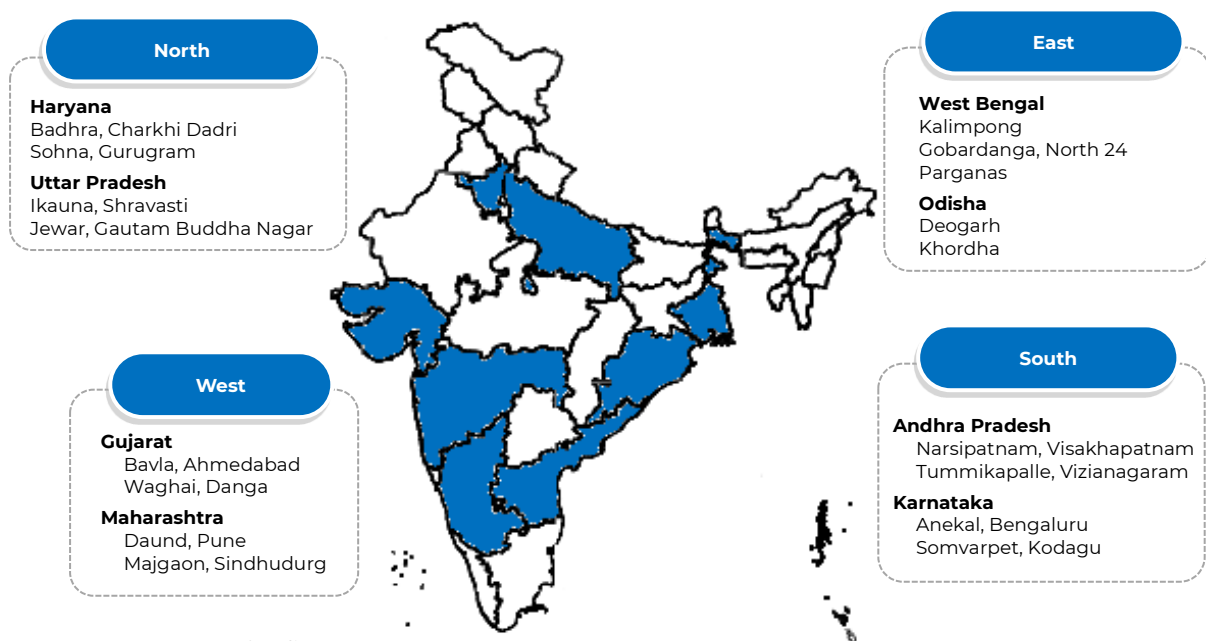 North
Haryana
Badhra, Charkhi Dadri
Sohna, Gurugram
Uttar Pradesh
Ikauna, Shravasti
Jewar, Gautam Buddha Nagar
East
West Bengal
Kalimpong
Gobardanga, North 24
Parganas
Odisha
Deogarh
Khordha
West
Gujarat
Bavla, Ahmedabad
Waghai, Danga
Maharashtra
Daund, Pune
Majgaon, Sindhudurg
South
Andhra Pradesh
Narsipatnam, Visakhapatnam
Tummikapalle, Vizianagaram
Karnataka
Anekal, Bengaluru
Somvarpet, Kodagu